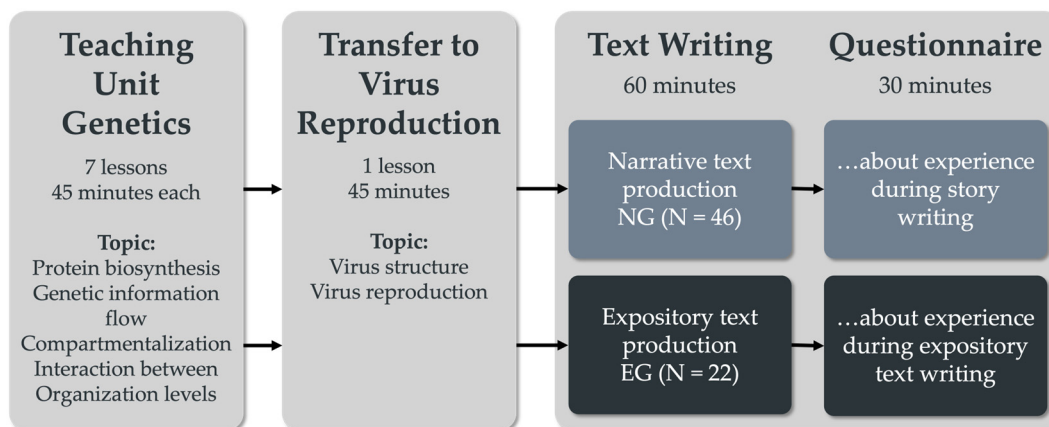 Teaching
Unit
Genetics
7 lessons
45 minutes each
Topic:
Protein biosynthesis
Genetic information
flow
Compartmentalization
Interaction between
Organization levels
Transfer to
Virus
Reproduction
1 lesson
45 minutes
Topic:
Virus structure
Virus reproduction
Text Writing
60 minutes
Narrative text
production
NG (N = 46)
Expository text
production
EG (N = 22)
Questionnaire
30 minutes
…about experience
during story
writing
…about experience
during expository
text writing